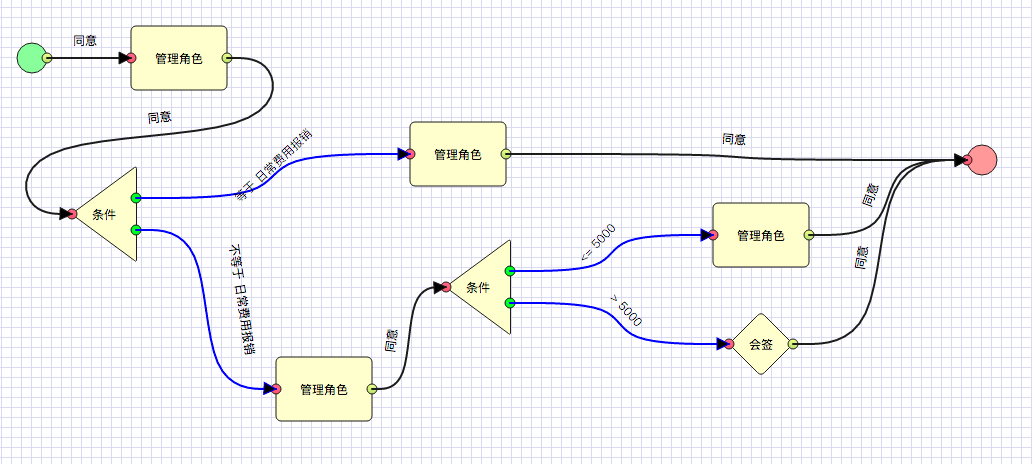 同意
管理角色
同意
等于 日常费用报销
管理角色
同意
条件
不等于 日常费用报销
管理角色
同意
条件
<= 5000
管理角色
同意
> 5000
会签
同意